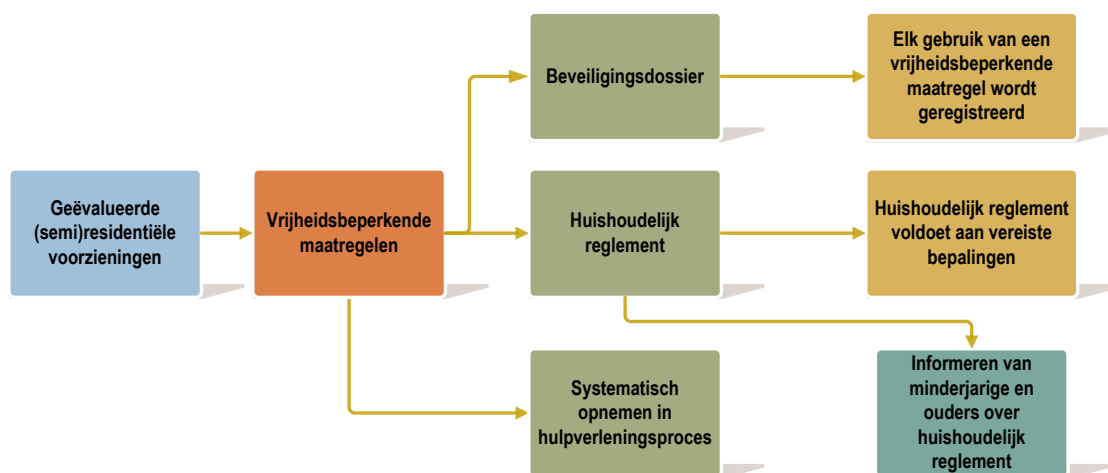 Geëvalueerde
(semi)residentiële
voorzieningen
Vrijheidsbeperkende
maatregelen
Beveiligingsdossier
Elk gebruik van een
vrijheidsbeperkende
maatregel wordt
geregistreerd
Huishoudelijk
reglement
Huishoudelijk reglement
voldoet aan vereiste
bepalingen
Systematisch
opnemen in
hulpverleningsproces
Informeren van
minderjarige en
ouders over
huishoudelijk
reglement